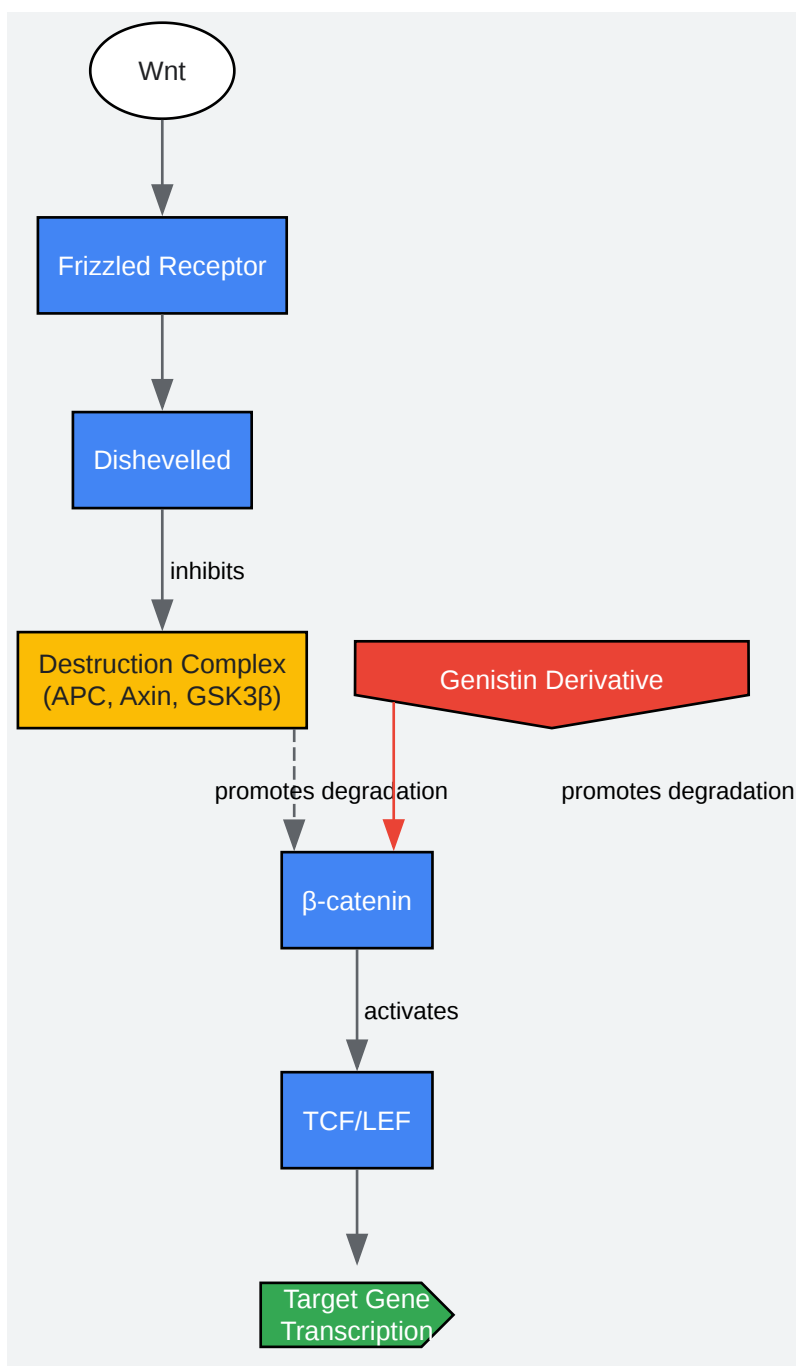 Wnt
Frizzled Receptor
Dishevelled
inhibits
Destruction Complex
(APC, Axin, GSK3β)
Genistin Derivative
promotes degradation
promotes degradation
β-catenin
activates
TCF/LEF
Target Gene
Transcription